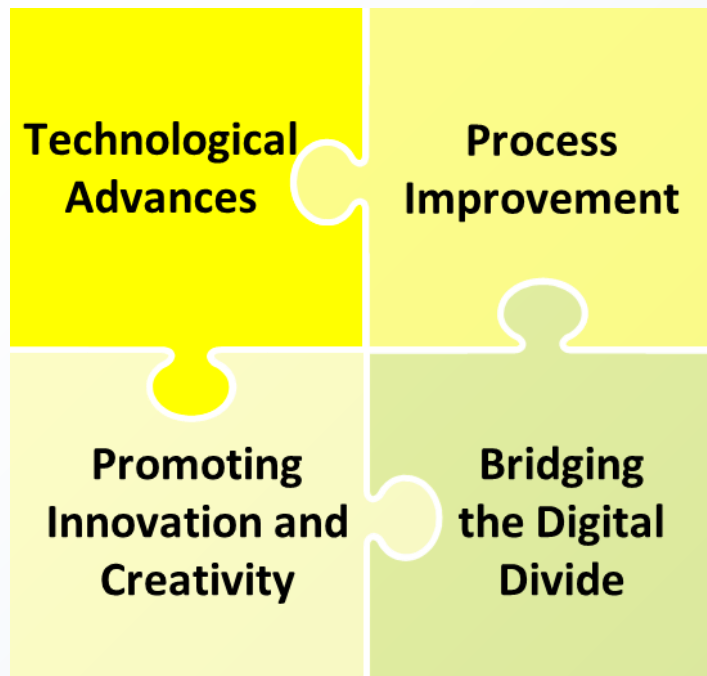 Technological
Advances
Process
Improvement
Promoting
Innovation and
Creativity
Bridging
the Digital
Divide